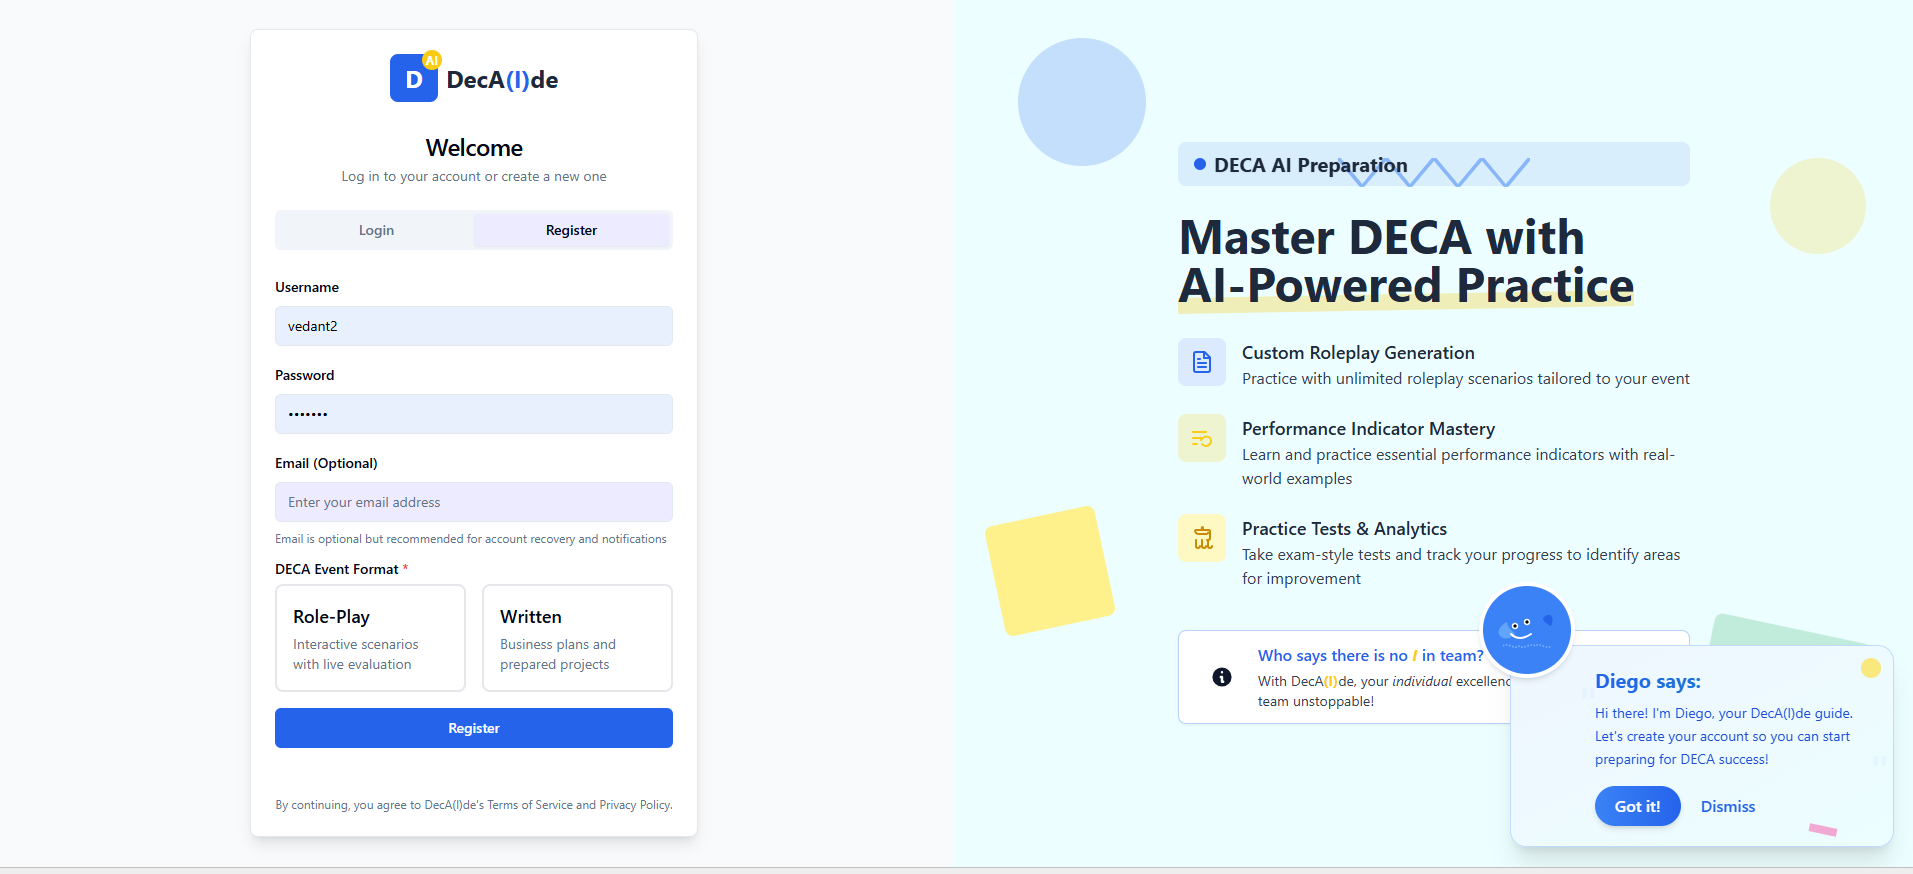 D
AI
DecA(I)de
Welcome
Log in to your account or create a new one
Login
Register
Username
vedant2
Password
•••••••
Email (Optional)
Enter your email address
Email is optional but recommended for account recovery and notifications
DECA Event Format *
Role-Play
Interactive scenarios
with live evaluation
Written
Business plans and
prepared projects
Register
By continuing, you agree to DecA(I)de's Terms of Service and Privacy Policy.
DECA AI Preparation
Master DECA with
AI-Powered Practice
Custom Roleplay Generation
Practice with unlimited roleplay scenarios tailored to your event
Performance Indicator Mastery
Learn and practice essential performance indicators with real-
world examples
Practice Tests & Analytics
Take exam-style tests and track your progress to identify areas
for improvement
Who says there is no I in team?
With DecA(I)de, your individual
team unstoppable!
Diego says:
Hi there! I'm Diego, your DecA(I)de guide.
Let's create your account so you can start
preparing for DECA success!
Got it!
Dismiss